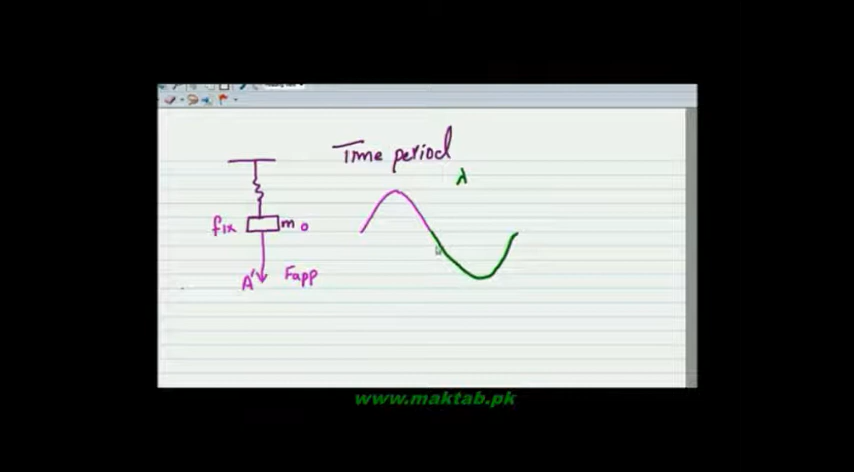 Time period
λ
fix m o
A' Fapp
www.maktab.pk